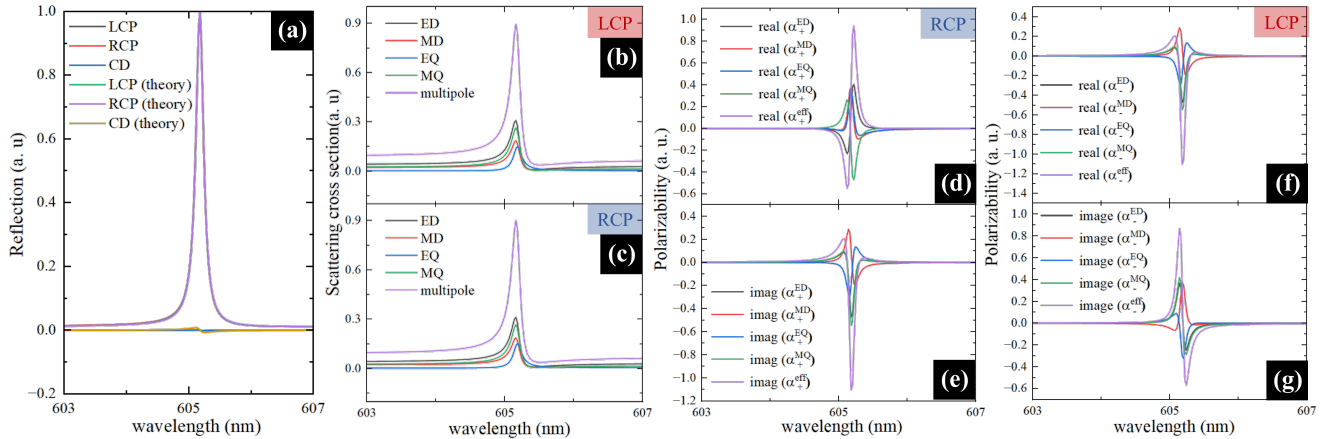 (a)
LCP
RCP
CD
LCP (theory)
RCP (theory)
CD (theory)
Reflection (a. u)
1.0
0.8
0.6
0.4
0.2
0.0
−0.2
603
605
607
wavelength (nm)
LCP
(b)
ED
MD
EQ
MQ
multipole
0.9
0.6
0.3
0.0
Scattering cross section(a. u)
RCP
(c)
ED
MD
EQ
MQ
multipole
0.9
0.6
0.3
0.0
603
605
607
wavelength (nm)
RCP
(d)
real (α₊ᴱᴰ)
real (α₊ᴹᴰ)
real (α₊ᴱQ)
real (α₊ᴹQ)
real (α₊ᵉᶠᶠ)
1.0
0.8
0.6
0.4
0.2
0.0
−0.2
−0.4
−0.6
Polarizability (a. u.)
(e)
imag (α₊ᴱᴰ)
imag (α₊ᴹᴰ)
imag (α₊ᴱQ)
imag (α₊ᴹQ)
imag (α₊ᵉᶠᶠ)
0.4
0.2
0.0
−0.2
−0.4
−0.6
−0.8
−1.0
−1.2
603
605
607
wavelength (nm)
LCP
(f)
real (α₋ᴱᴰ)
real (α₋ᴹᴰ)
real (α₋ᴱQ)
real (α₋ᴹQ)
real (α₋ᵉᶠᶠ)
0.4
0.2
0.0
−0.2
−0.4
−0.6
−0.8
−1.0
−1.2
Polarizability (a. u.)
(g)
image (α₋ᴱᴰ)
image (α₋ᴹᴰ)
image (α₋ᴱQ)
image (α₋ᴹQ)
image (α₋ᵉᶠᶠ)
1.0
0.8
0.6
0.4
0.2
0.0
−0.2
−0.4
−0.6
603
605
607
wavelength (nm)